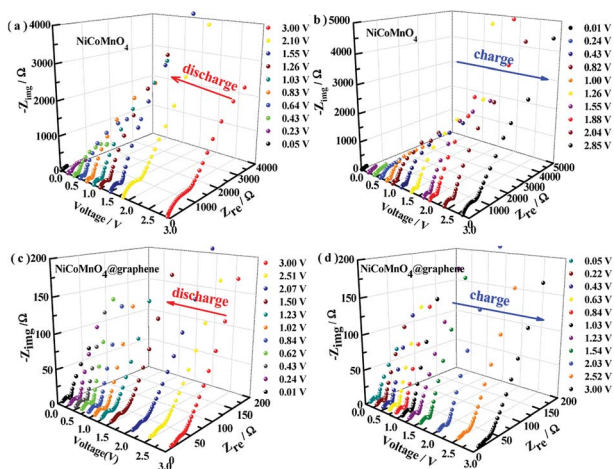 (a)
NiCoMnO4
discharge
-Zimg / Ω
4000
3000
2000
1000
0
0.0
0.5
1.0
1.5
2.0
2.5
3.0
Voltage / V
0
1000
2000
3000
4000
Zre / Ω
3.00 V
2.10 V
1.55 V
1.26 V
1.03 V
0.83 V
0.64 V
0.43 V
0.23 V
0.05 V
(b)
NiCoMnO4
charge
-Zimg / Ω
5000
4000
3000
2000
1000
0
0.0
0.5
1.0
1.5
2.0
2.5
3.0
Voltage / V
0
1000
2000
3000
4000
5000
Zre / Ω
0.01 V
0.24 V
0.43 V
0.82 V
1.00 V
1.26 V
1.55 V
1.88 V
2.04 V
2.85 V
(c)
NiCoMnO4@graphene
discharge
-Zimg / Ω
200
150
100
50
0
0.0
0.5
1.0
1.5
2.0
2.5
3.0
Voltage(V)
0
50
100
150
200
Zre / Ω
3.00 V
2.51 V
2.07 V
1.50 V
1.23 V
1.02 V
0.84 V
0.62 V
0.43 V
0.24 V
0.01 V
(d)
NiCoMnO4@graphene
charge
-Zimg / Ω
200
150
100
50
0
0.0
0.5
1.0
1.5
2.0
2.5
3.0
Voltage / V
0
50
100
150
200
Zre / Ω
0.05 V
0.22 V
0.43 V
0.63 V
0.84 V
1.03 V
1.23 V
1.54 V
2.03 V
2.52 V
3.00 V